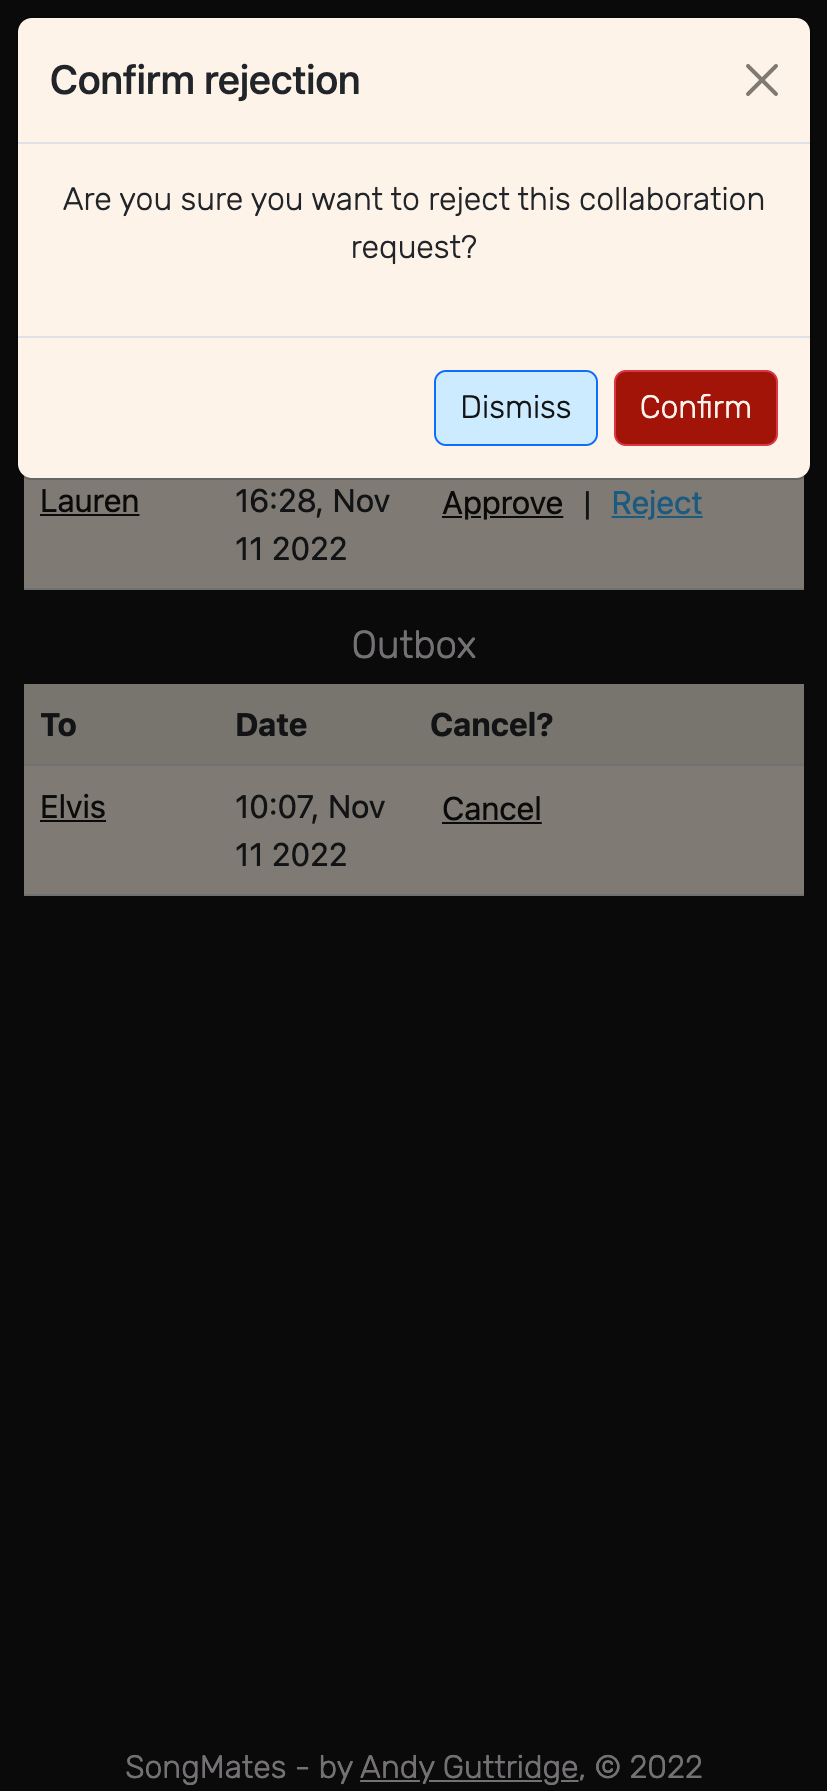 Confirm rejection
Are you sure you want to reject this collaboration
request?
Dismiss Confirm
Lauren 16:28, Nov Approve | Reject
11 2022
Outbox
To Date Cancel?
Elvis 10:07, Nov Cancel
11 2022
SongMates - by Andy Guttridge, © 2022